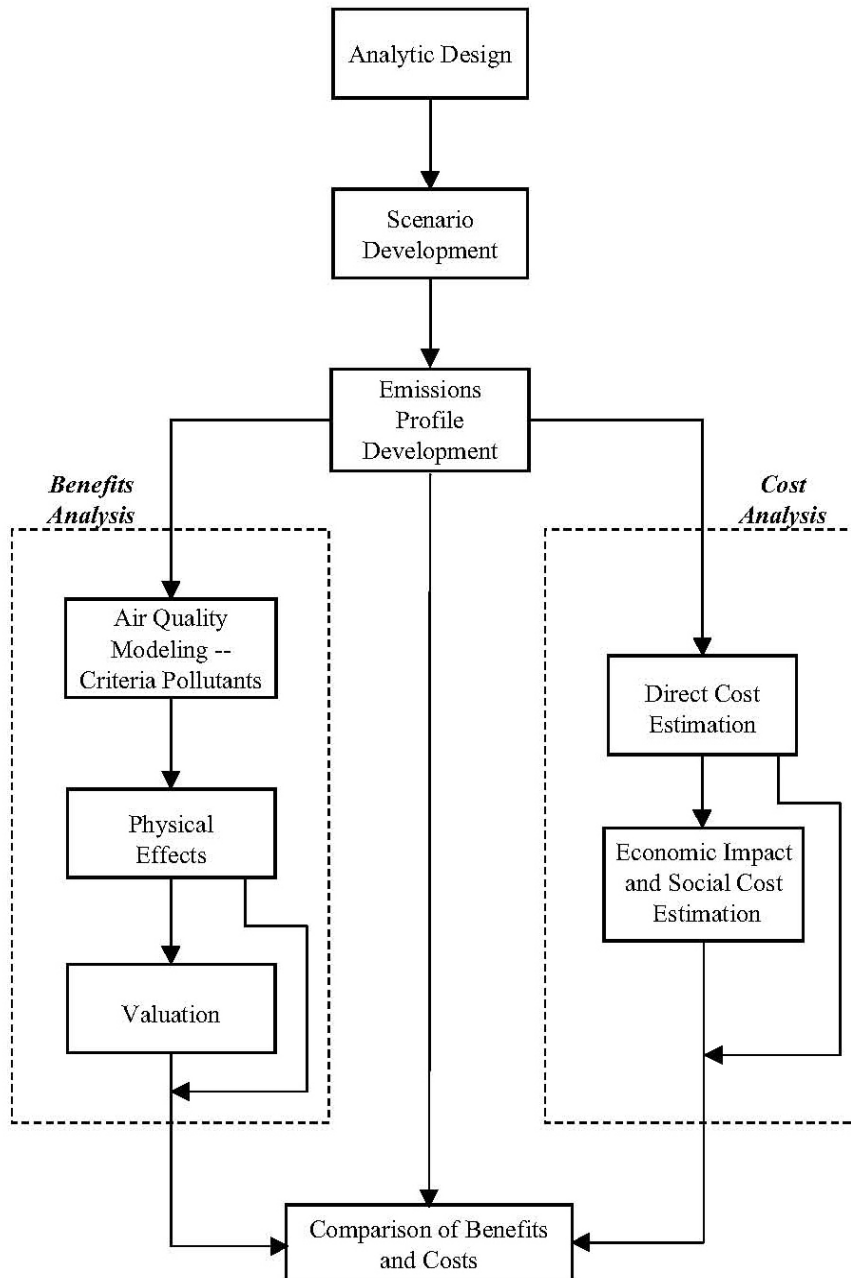 Analytic Design
Scenario
Development
Emissions
Profile
Development
Benefits
Analysis
Air Quality
Modeling --
Criteria Pollutants
Physical
Effects
Valuation
Cost
Analysis
Direct Cost
Estimation
Economic Impact
and Social Cost
Estimation
Comparison of Benefits
and Costs